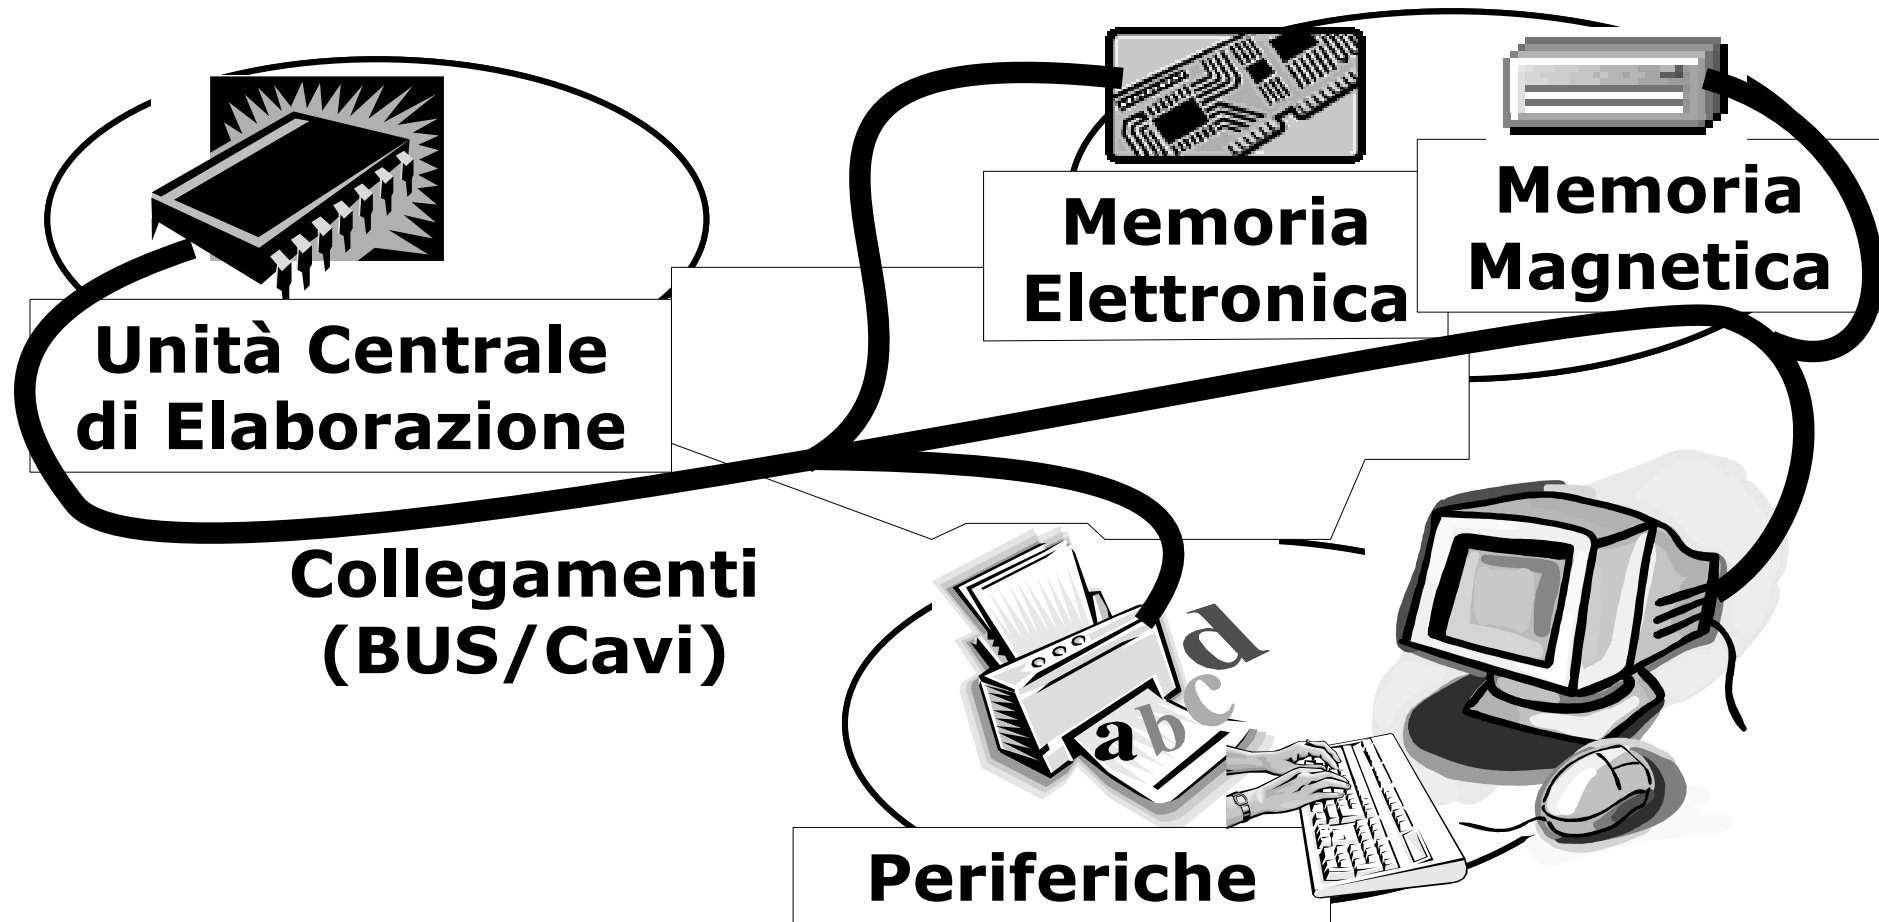 Memoria
Elettronica
Memoria
Magnetica
Unità Centrale
di Elaborazione
Collegamenti
(BUS/Cavi)
a b c d
Periferiche